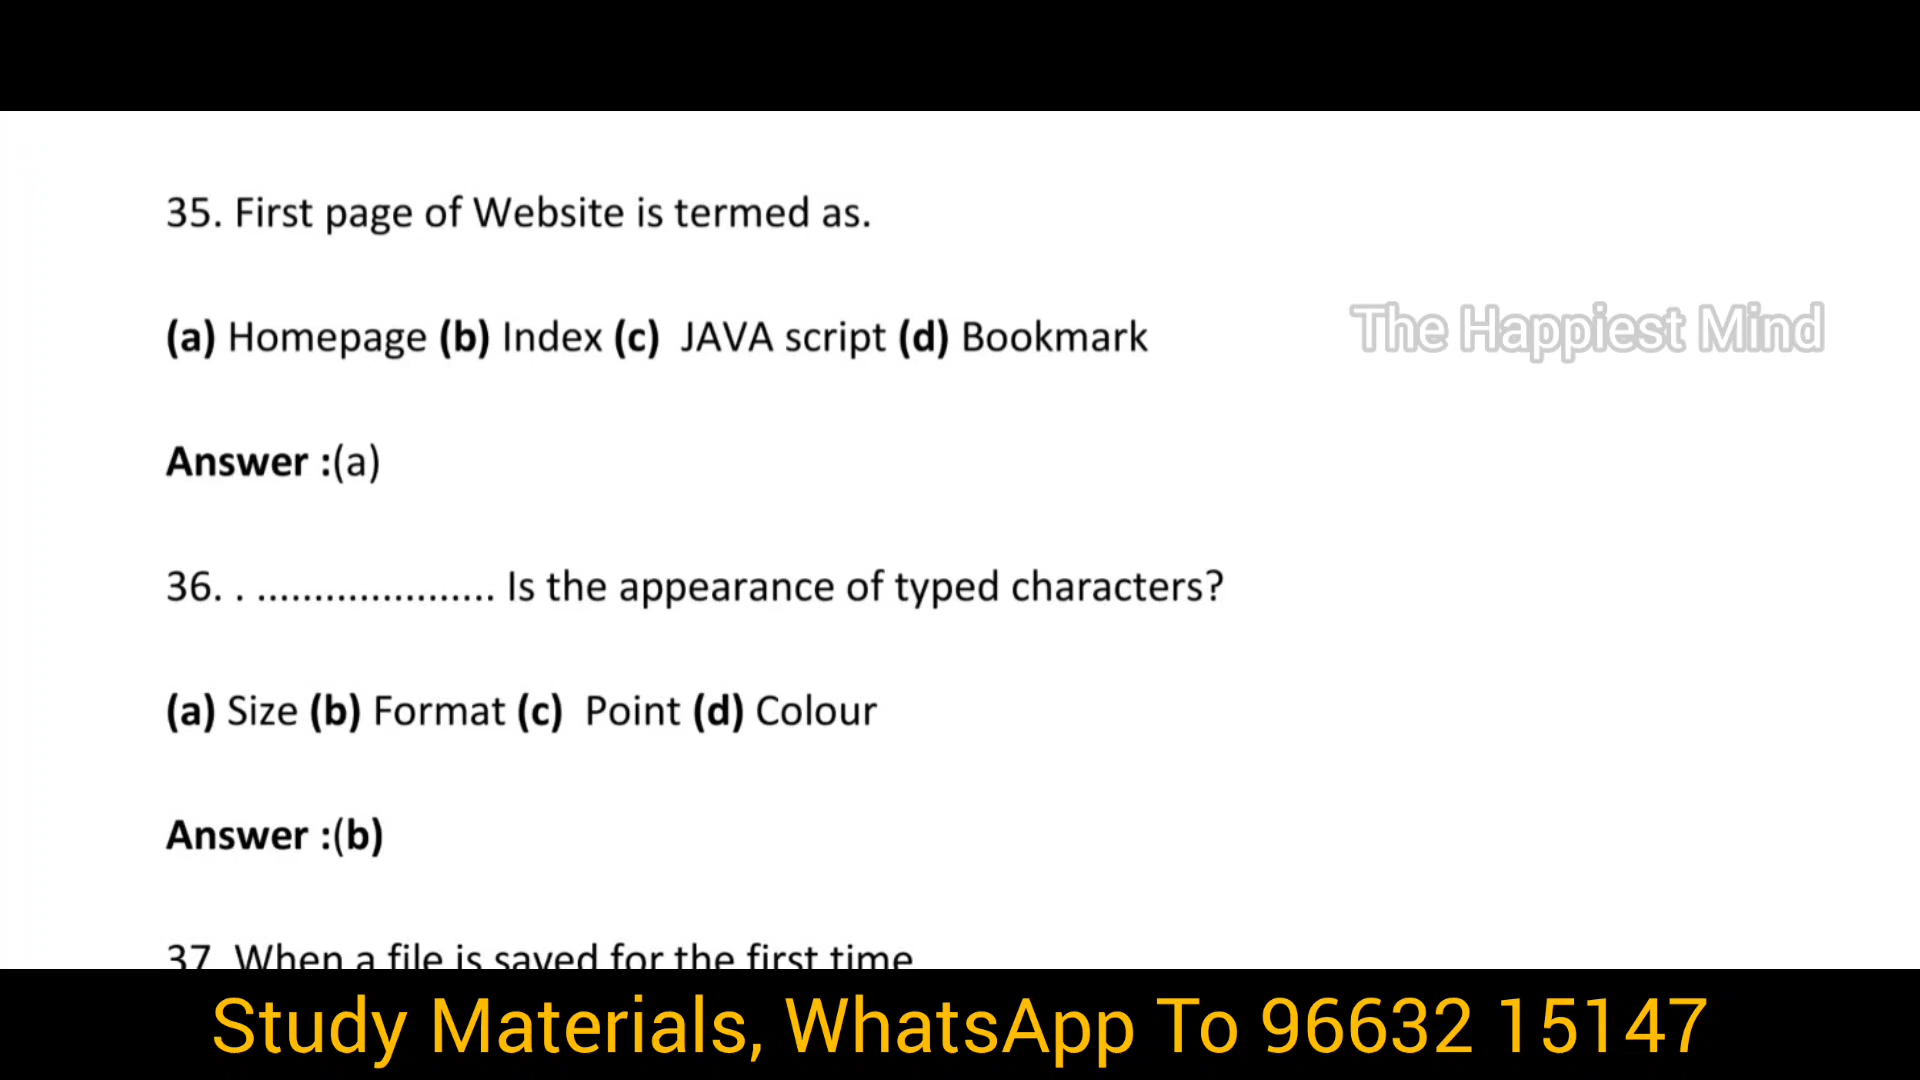 35. First page of Website is termed as.
(a) Homepage (b) Index (c) JAVA script (d) Bookmark
The Happiest Mind
Answer :(a)
36. . ..................... Is the appearance of typed characters?
(a) Size (b) Format (c) Point (d) Colour
Answer :(b)
37. When a file is saved for the first time
Study Materials, WhatsApp To 96632 15147